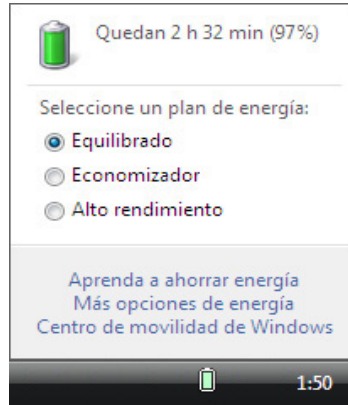 Quedan 2 h 32 min (97%)
Seleccione un plan de energía:
Equilibrado
Economizador
Alto rendimiento
Aprenda a ahorrar energía
Más opciones de energía
Centro de movilidad de Windows
1:50